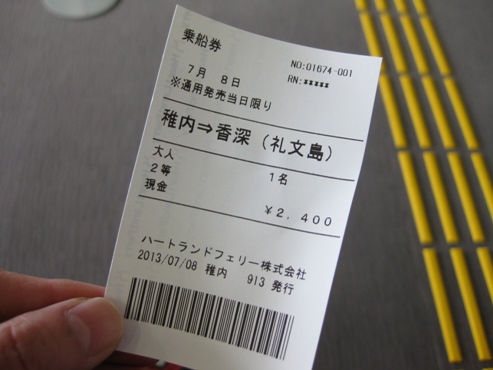 乗船券
NO:01674-001
RN:*****
7月 8日
※通用発売当日限り
稚内⇒香深（礼文島）
大人 1名
2等
現金 ¥2,400
ハートランドフェリー株式会社
2013/07/08 稚内 913 発行